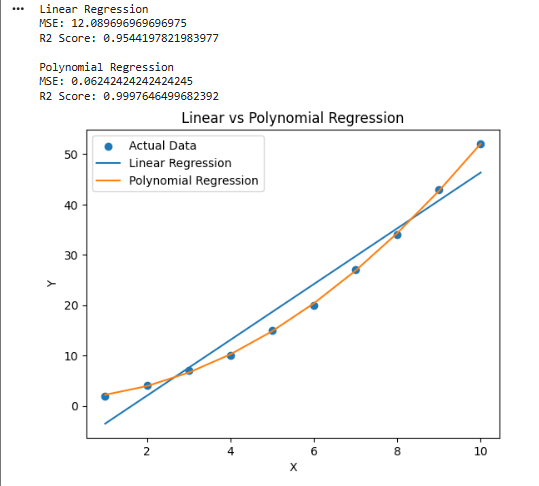 Linear Regression
MSE: 12.089696969696975
R2 Score: 0.9544197821983977
Polynomial Regression
MSE: 0.06242424242424245
R2 Score: 0.9997646499682392
Linear vs Polynomial Regression
Actual Data
Linear Regression
Polynomial Regression
50
40
30
20
10
0
Y
2
4
6
8
10
X